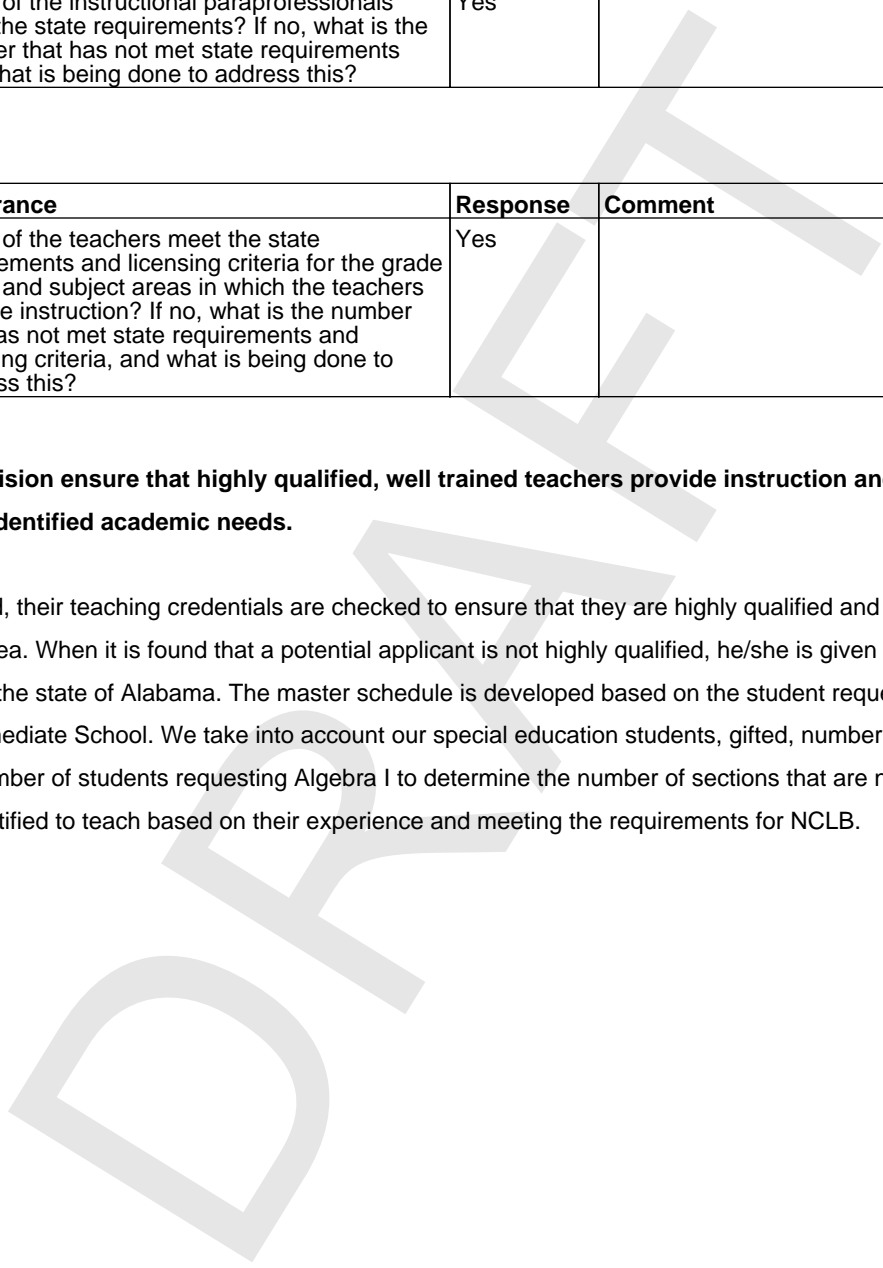 of the instructional paraprofessionals
the state requirements? If no, what is the
er that has not met state requirements
hat is being done to address this?
Yes
rance
Response
Comment
of the teachers meet the state
ements and licensing criteria for the grade
and subject areas in which the teachers
e instruction? If no, what is the number
as not met state requirements and
ng criteria, and what is being done to
ss this?
Yes
ision ensure that highly qualified, well trained teachers provide instruction an
dentified academic needs.
d, their teaching credentials are checked to ensure that they are highly qualified and
ea. When it is found that a potential applicant is not highly qualified, he/she is given
the state of Alabama. The master schedule is developed based on the student reque
mediate School. We take into account our special education students, gifted, number
mber of students requesting Algebra I to determine the number of sections that are n
tified to teach based on their experience and meeting the requirements for NCLB.
DRAFT